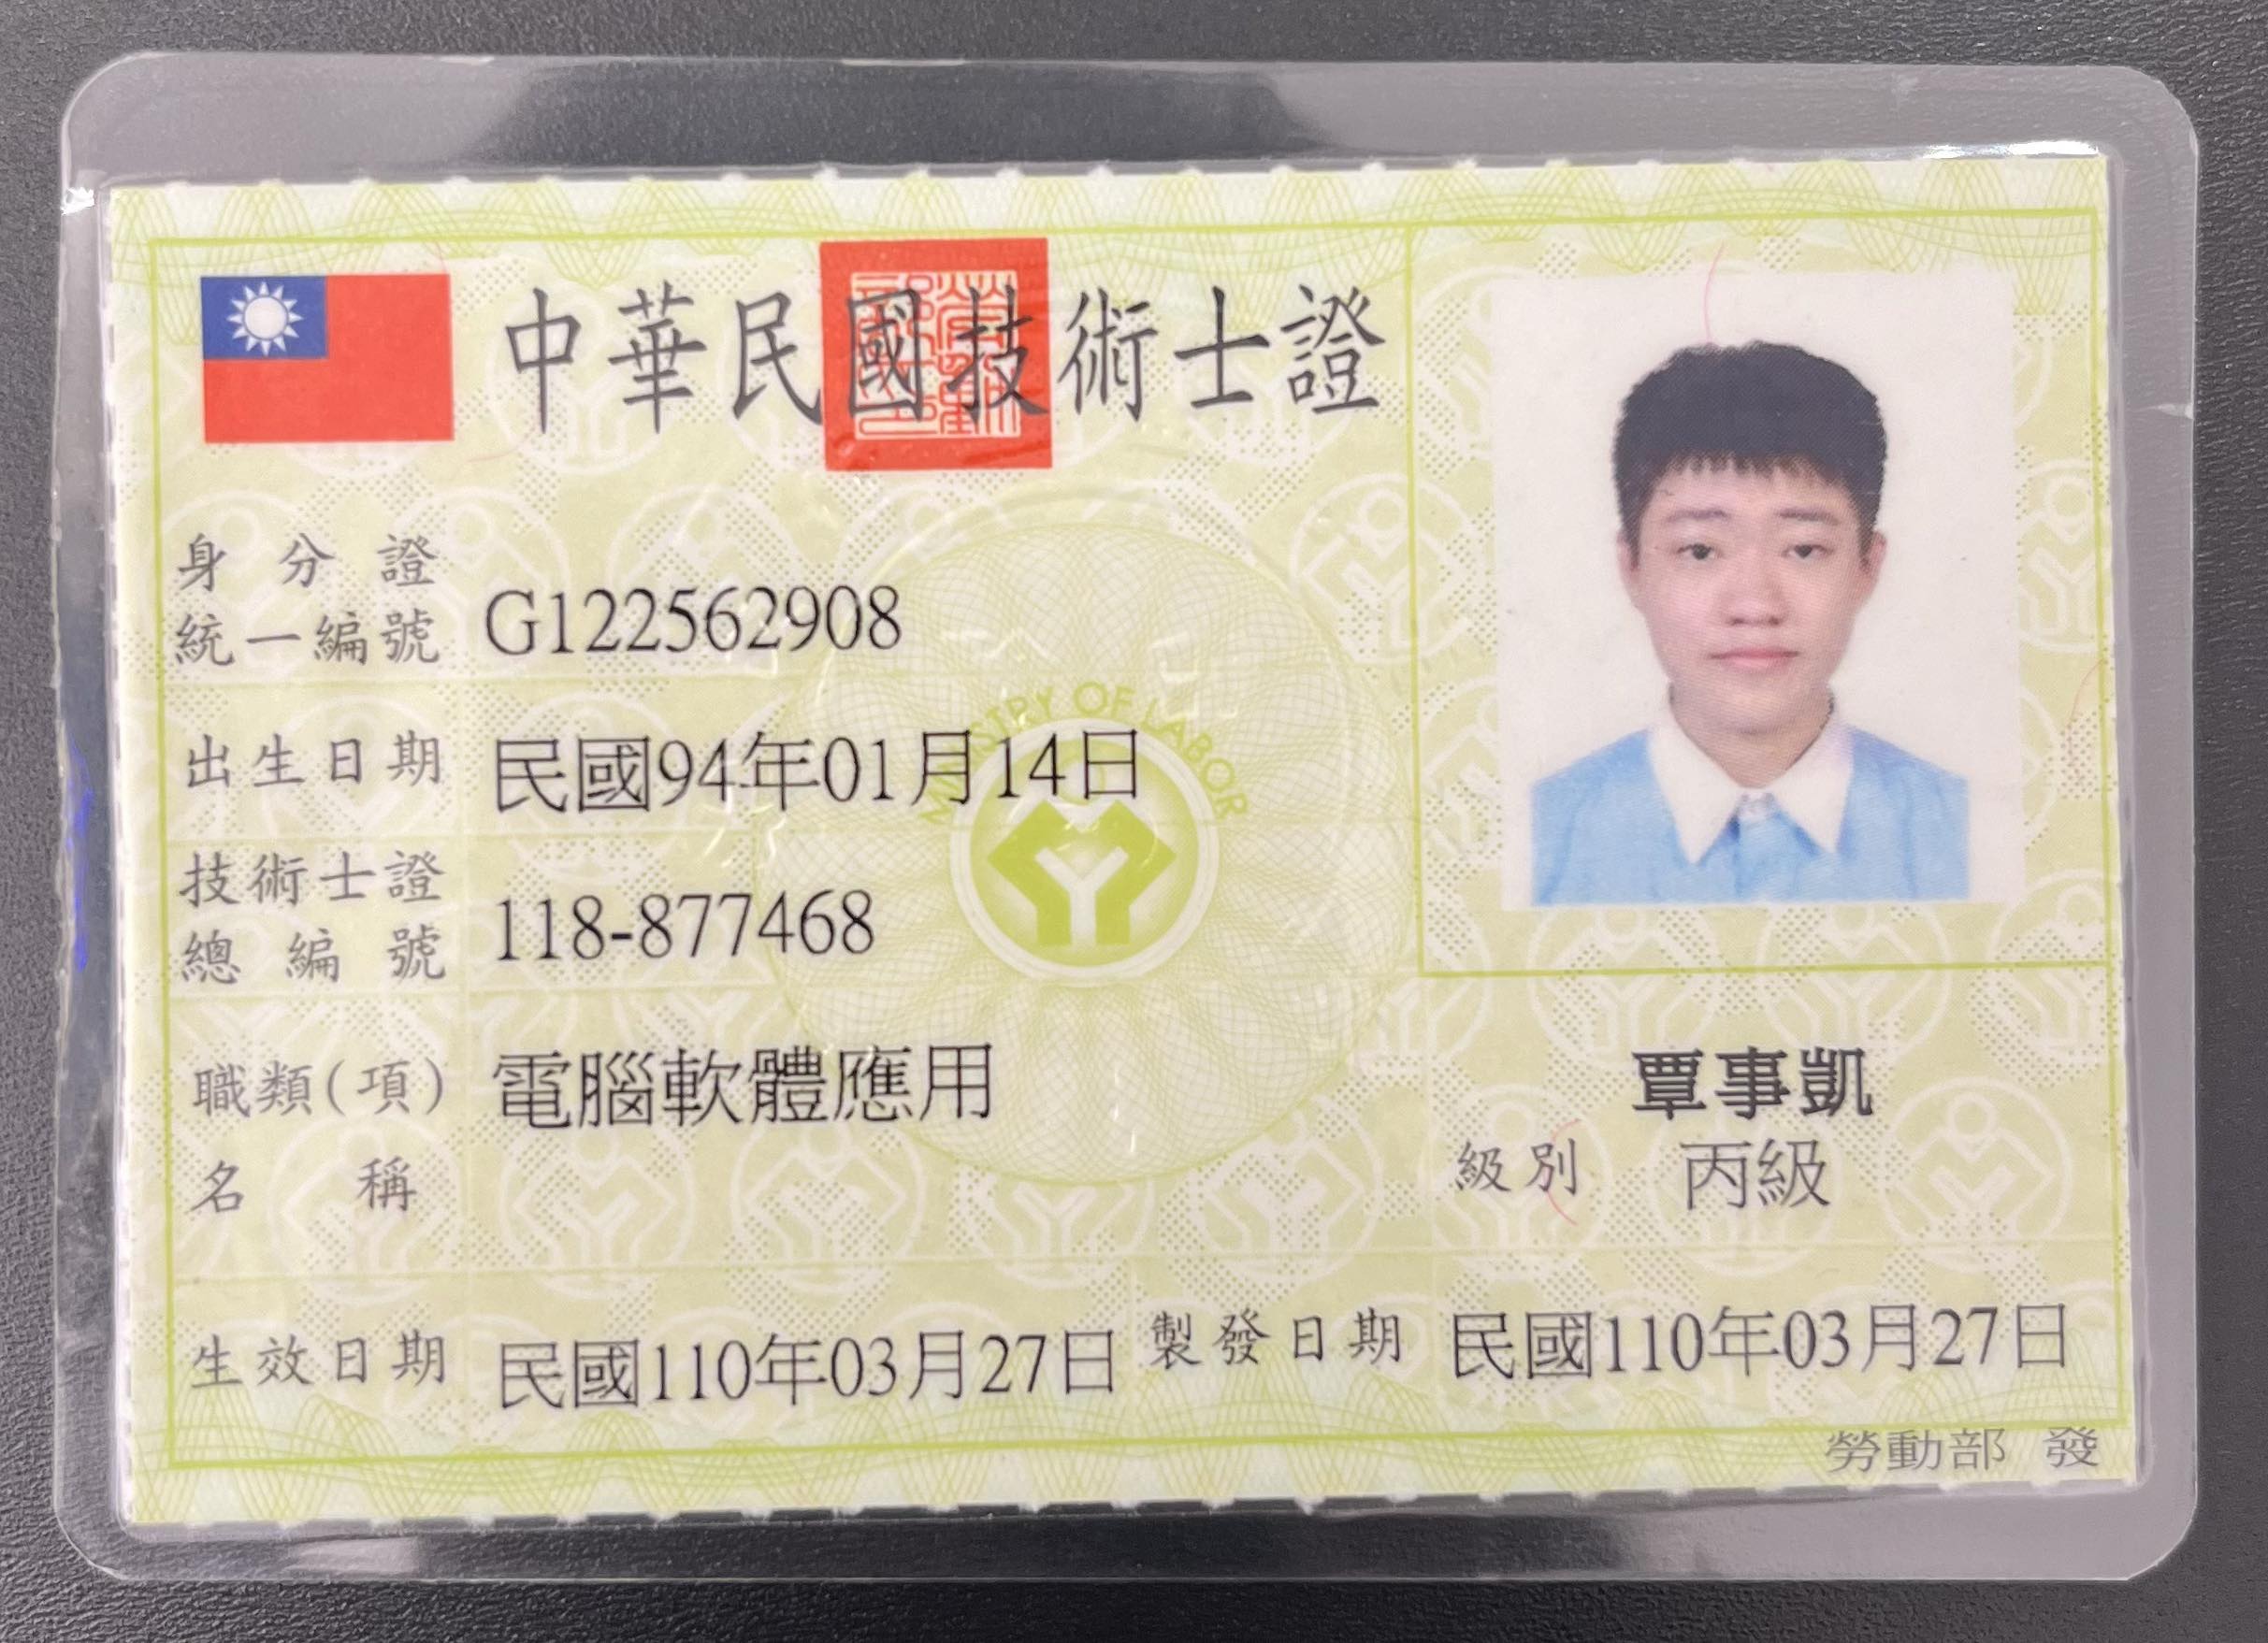 中華民國技術士證
勞動部印
身分證
統一編號 G122562908
MINISTRY OF LABOR
出生日期 民國94年01月14日
技術士證
總編號 118-877468
職類(項) 電腦軟體應用
名稱
覃事凱
級別 丙級
生效日期 民國110年03月27日 製發日期 民國110年03月27日
勞動部 發